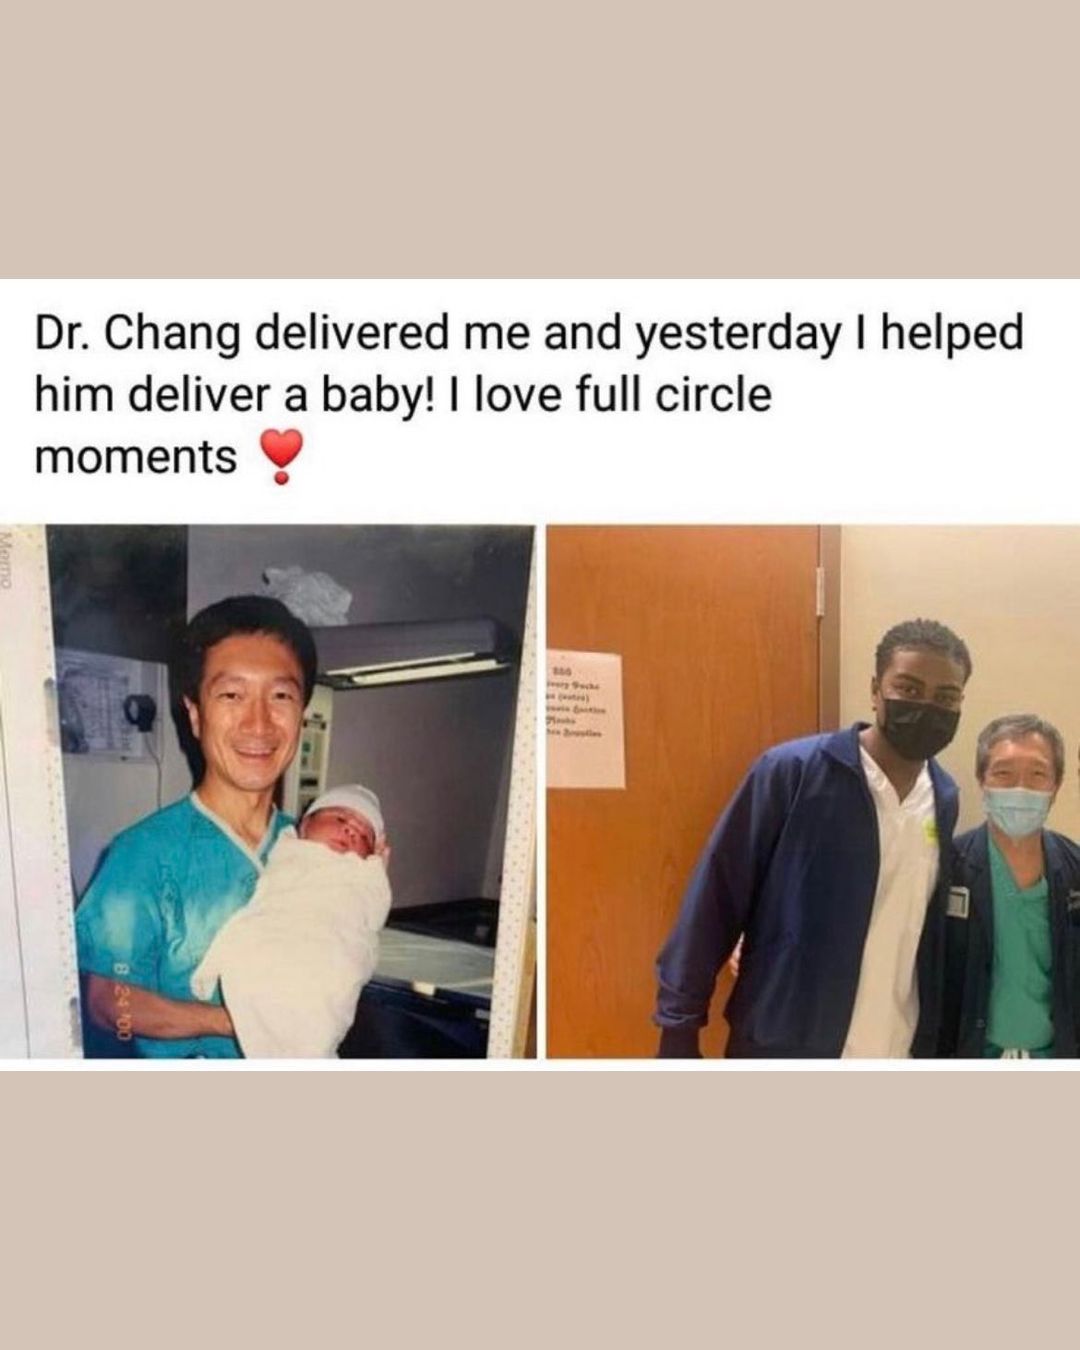 Dr. Chang delivered me and yesterday I helped
him deliver a baby! I love full circle
moments ❣️
Memo
8 24 '00